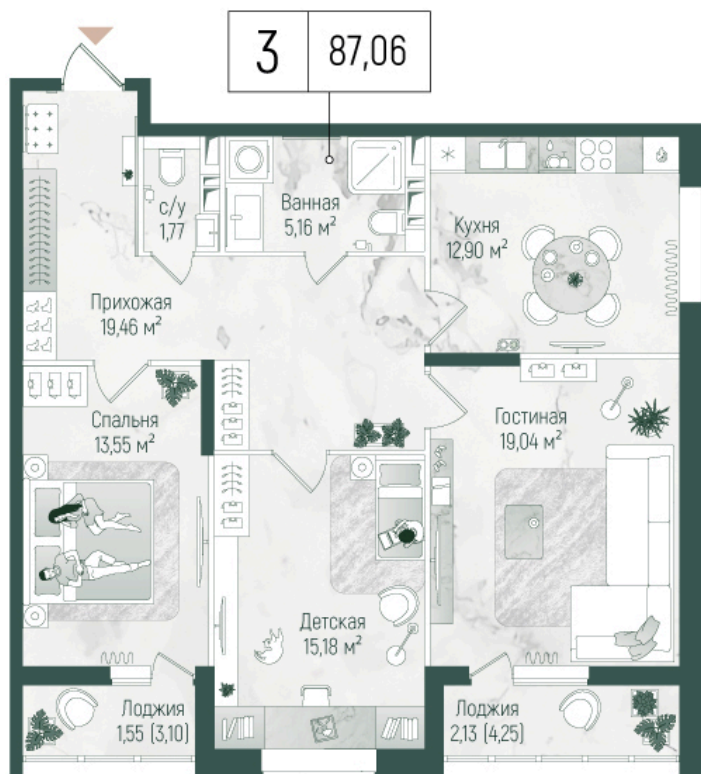 3 87,06
с/у
1,77
Ванная
5,16 м²
Кухня
12,90 м²
Прихожая
19,46 м²
Спальня
13,55 м²
Гостиная
19,04 м²
Детская
15,18 м²
Лоджия
1,55 (3,10)
Лоджия
2,13 (4,25)